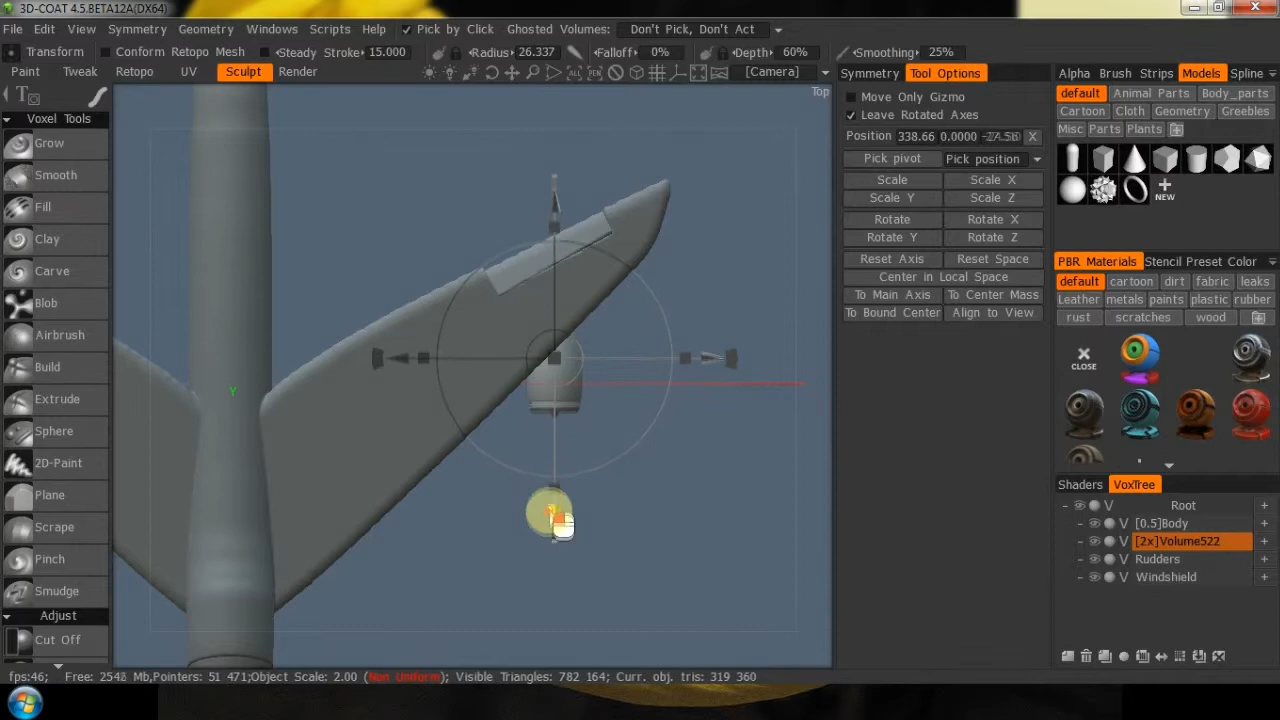 3D-COAT 4.5.BETA12A(DX64)
File Edit View Symmetry Geometry Windows Scripts Help Pick by Click Ghosted Volumes: Don't Pick, Don't Act
Transform Conform Retopo Mesh Steady Stroke 15.000 Radius 26.337 Falloff 0% Depth 60% Smoothing 25%
Paint Tweak Retopo UV Sculpt Render ALL PEN [Camera] Symmetry Tool Options Alpha Brush Strips Models Spline
Top Move Only Gizmo default Animal Parts Body_parts
Voxel Tools Leave Rotated Axes Cartoon Cloth Geometry Greebles
Grow Position 338.66 0.0000 X Misc Parts Plants
Smooth Pick pivot Pick position
Fill Scale Scale X
Scale Y Scale Z NEW
Clay Rotate Rotate X
Rotate Y Rotate Z
Carve Reset Axis Reset Space PBR Materials Stencil Preset Color
Blob Center in Local Space default cartoon dirt fabric leaks
To Main Axis To Center Mass Leather metals paints plastic rubber
Airbrush To Bound Center Align to View rust scratches wood
Build CLOSE
Extrude Y
Sphere
2D-Paint
Plane Shaders VoxTree
Root
Scrape V [0.5]Body
V [2x]Volume522
Pinch V Rudders
Smudge V Windshield
Adjust
Cut Off
fps:46; Free: 2542 Mb,Pointers: 51 471;Object Scale: 2.00 (Non Uniform); Visible Triangles: 782 164; Curr. obj. tris: 319 360